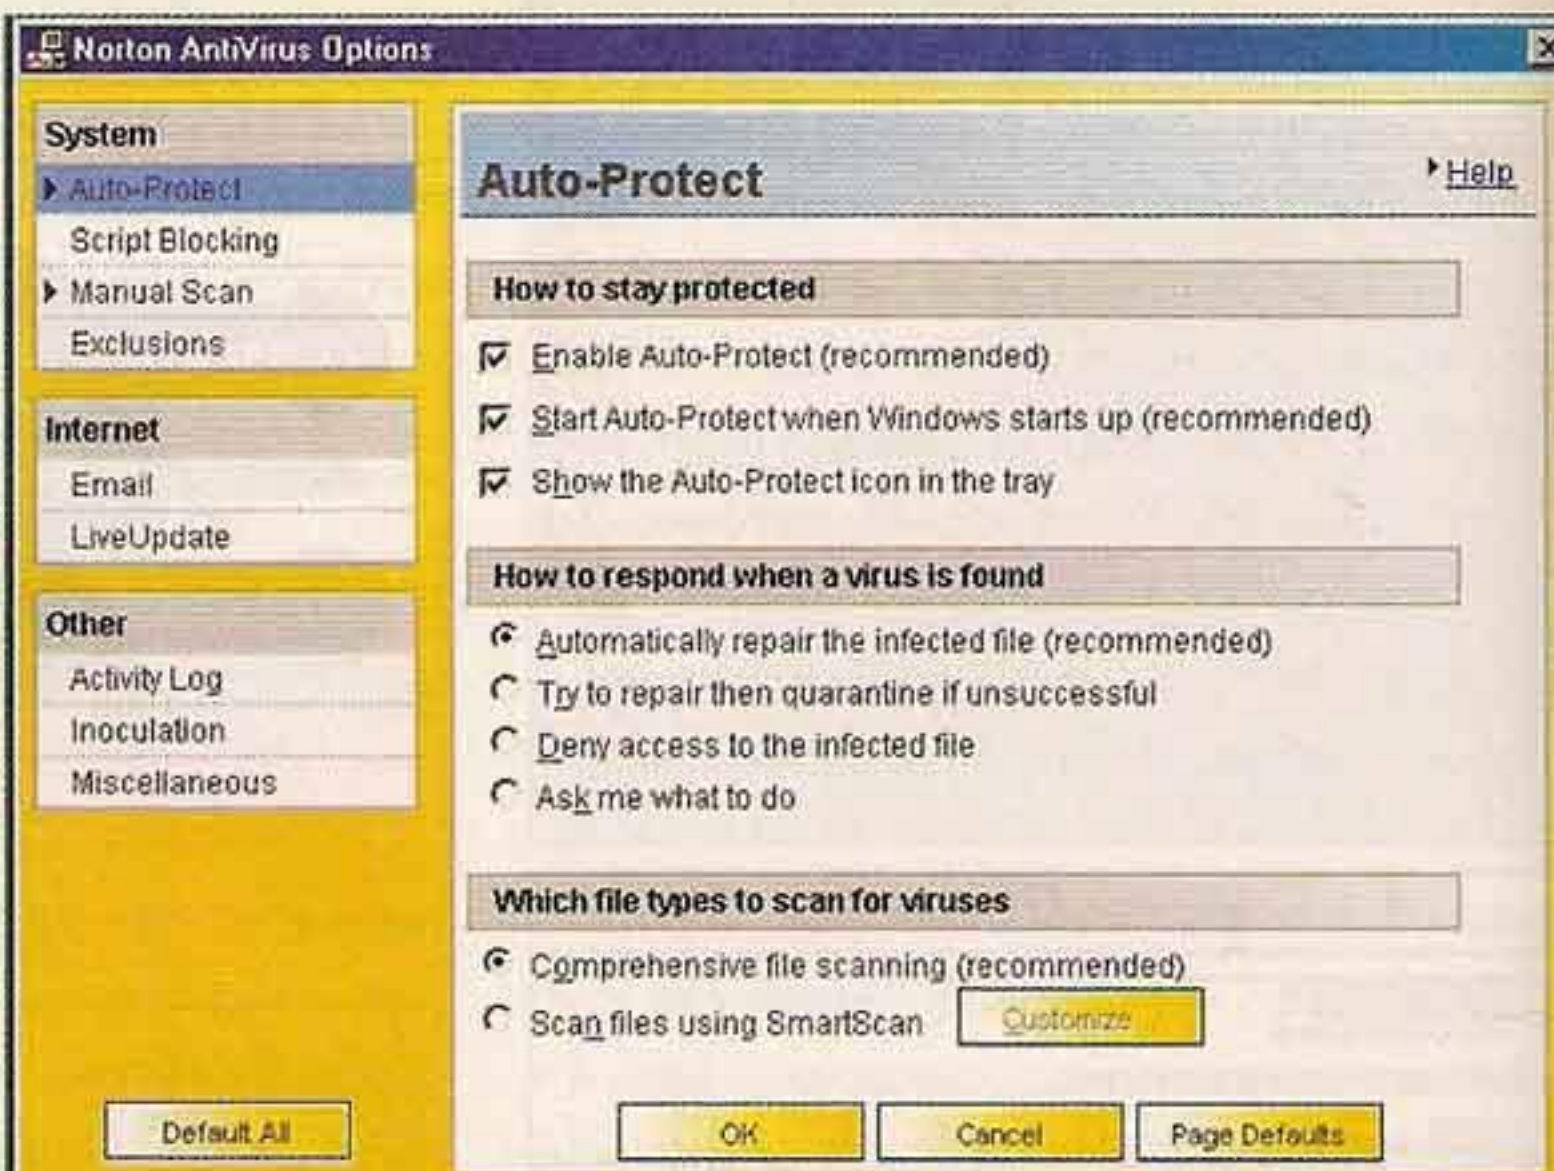 Norton AntiVirus Options
System
Auto-Protect
Script Blocking
Manual Scan
Exclusions
Internet
Email
LiveUpdate
Other
Activity Log
Inoculation
Miscellaneous
Default All
Auto-Protect
Help
How to stay protected
Enable Auto-Protect (recommended)
Start Auto-Protect when Windows starts up (recommended)
Show the Auto-Protect icon in the tray
How to respond when a virus is found
Automatically repair the infected file (recommended)
Try to repair then quarantine if unsuccessful
Deny access to the infected file
Ask me what to do
Which file types to scan for viruses
Comprehensive file scanning (recommended)
Scan files using SmartScan
Customize
OK
Cancel
Page Defaults